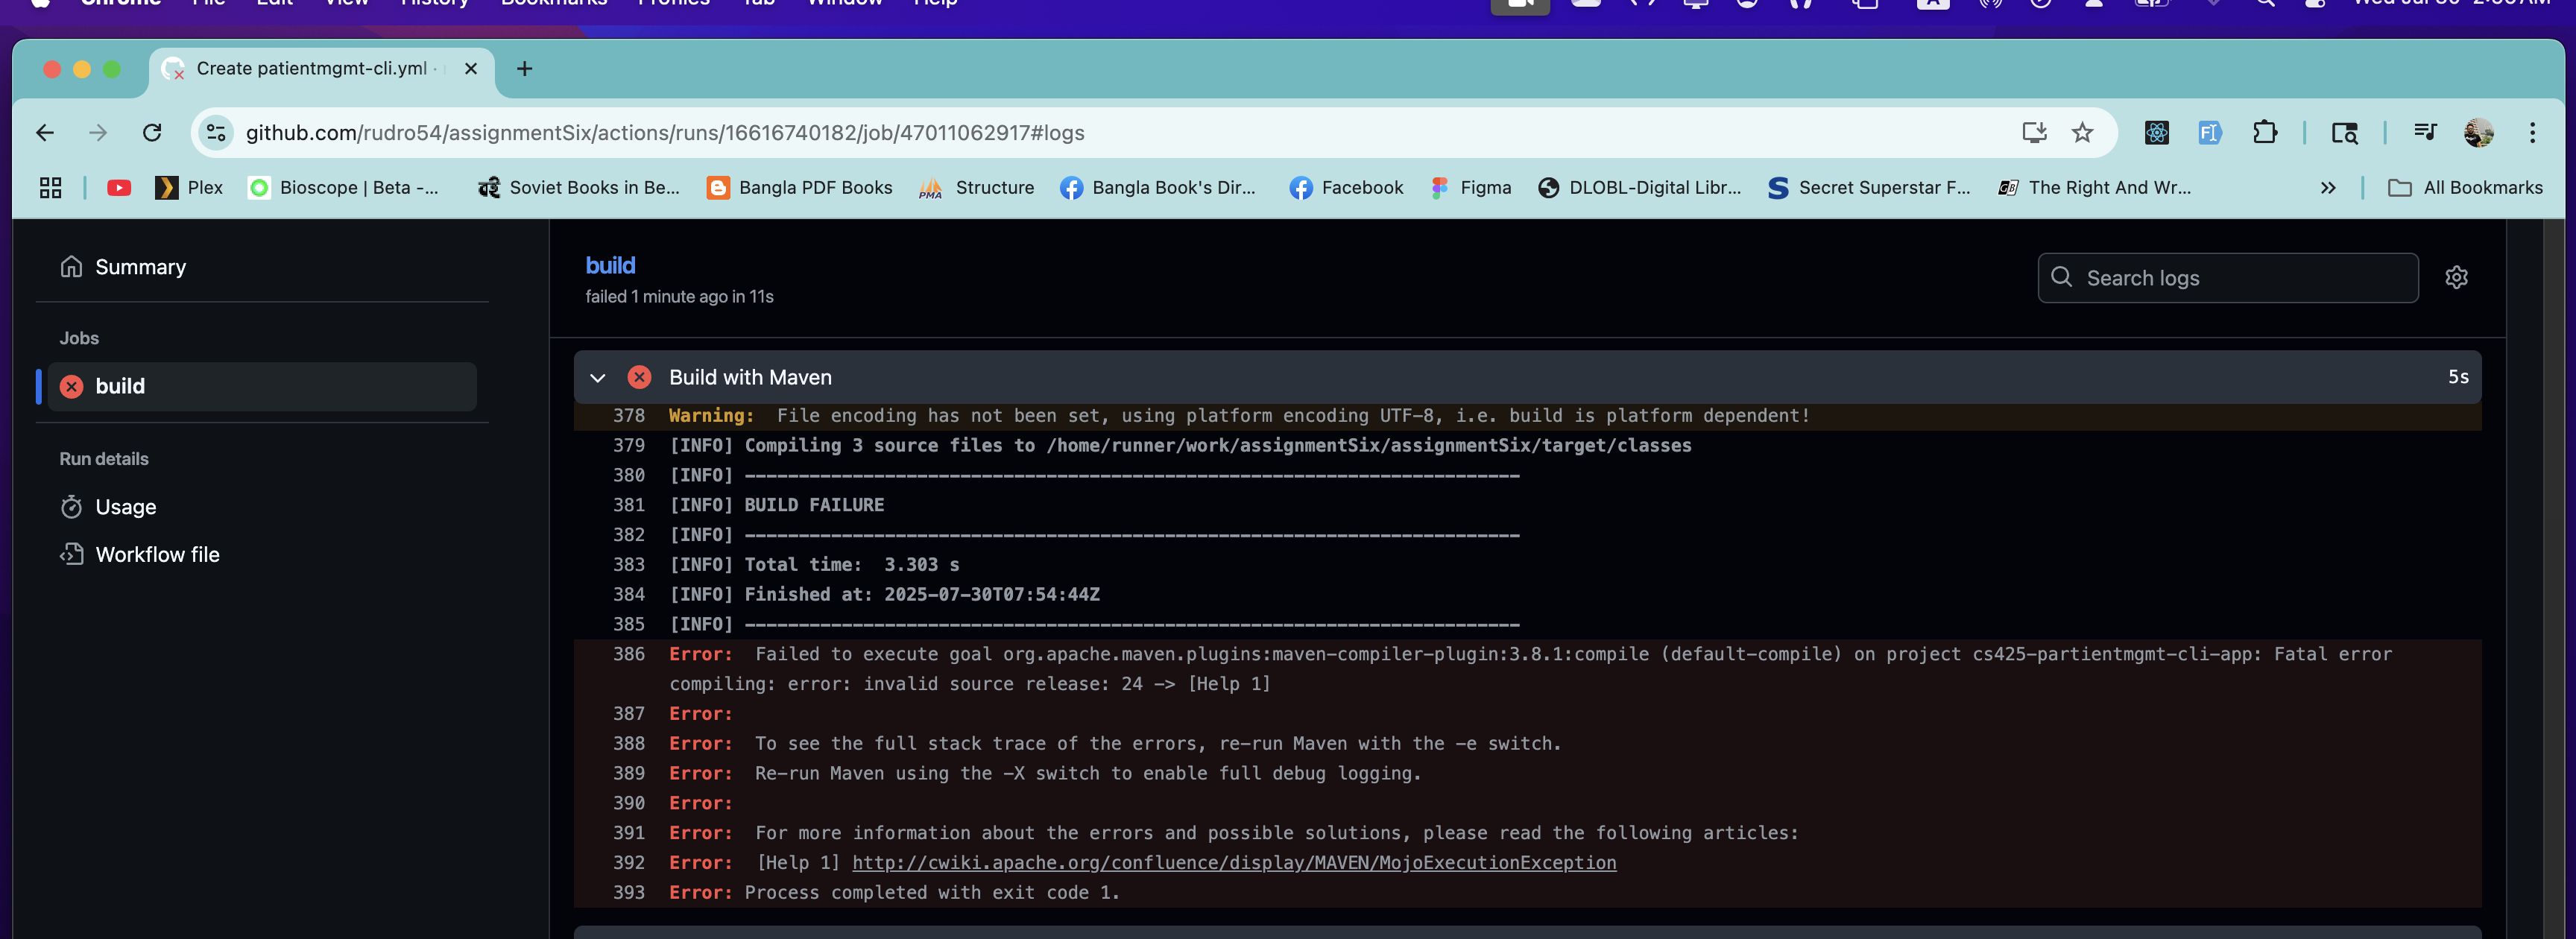 Chrome File Edit View History Bookmarks Profiles Tab Window Help
Create patientmgmt-cli.yml ·
github.com/rudro54/assignmentSix/actions/runs/16616740182/job/47011062917#logs
Plex Bioscope | Beta -... Soviet Books in Be... Bangla PDF Books PMA Structure Bangla Book's Dir... Facebook Figma DLOBL-Digital Libr... Secret Superstar F... The Right And Wr... » All Bookmarks
Summary
Jobs
build
Run details
Usage
Workflow file
build
failed 1 minute ago in 11s
Search logs
Build with Maven 5s
378 Warning: File encoding has not been set, using platform encoding UTF-8, i.e. build is platform dependent!
379 [INFO] Compiling 3 source files to /home/runner/work/assignmentSix/assignmentSix/target/classes
380 [INFO] ------------------------------------------------------------------------
381 [INFO] BUILD FAILURE
382 [INFO] ------------------------------------------------------------------------
383 [INFO] Total time:  3.303 s
384 [INFO] Finished at: 2025-07-30T07:54:44Z
385 [INFO] ------------------------------------------------------------------------
386 Error:  Failed to execute goal org.apache.maven.plugins:maven-compiler-plugin:3.8.1:compile (default-compile) on project cs425-partientmgmt-cli-app: Fatal error
compiling: error: invalid source release: 24 -> [Help 1]
387 Error:
388 Error:  To see the full stack trace of the errors, re-run Maven with the -e switch.
389 Error:  Re-run Maven using the -X switch to enable full debug logging.
390 Error:
391 Error:  For more information about the errors and possible solutions, please read the following articles:
392 Error:  [Help 1] http://cwiki.apache.org/confluence/display/MAVEN/MojoExecutionException
393 Error: Process completed with exit code 1.